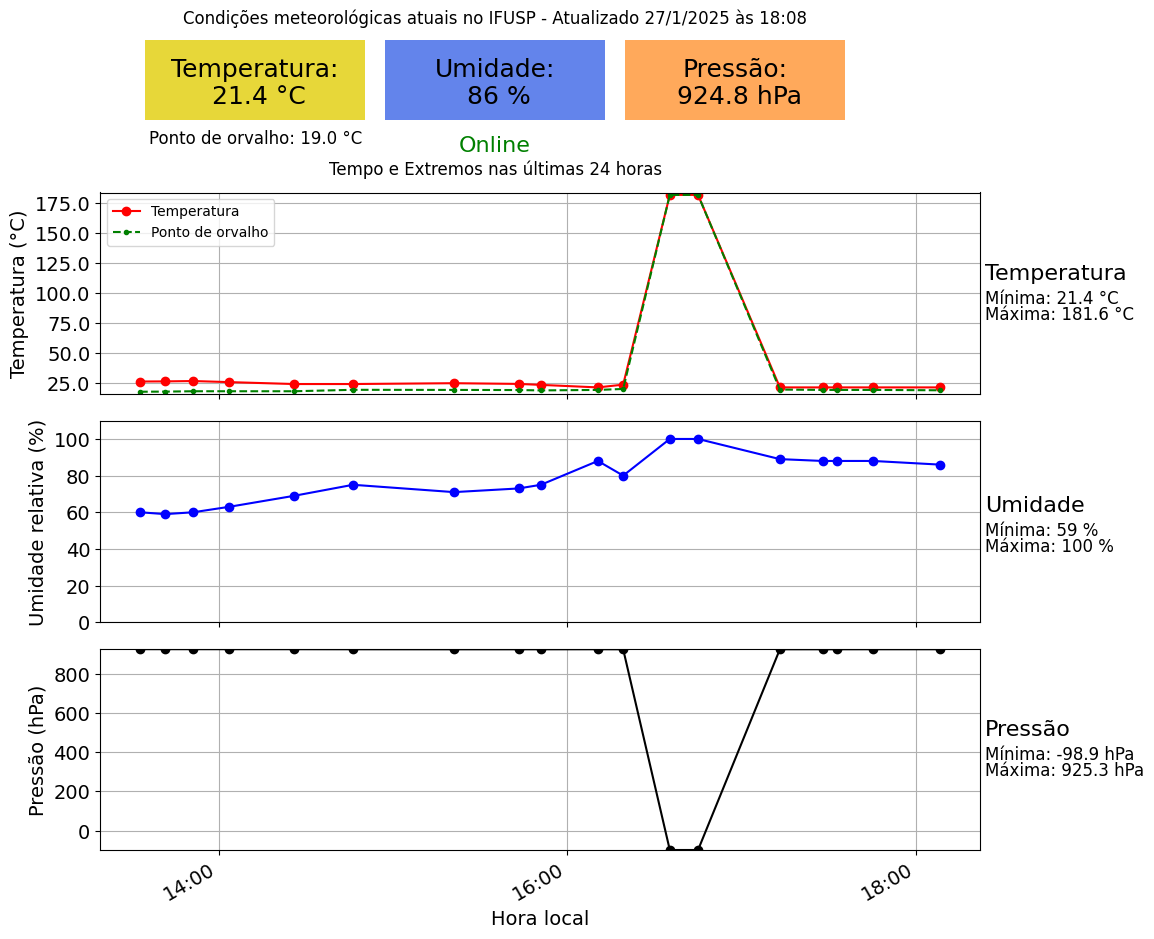 Condições meteorológicas atuais no IFUSP - Atualizado 27/1/2025 às 18:08
Temperatura:
21.4 °C
Umidade:
86 %
Pressão:
924.8 hPa
Ponto de orvalho: 19.0 °C
Online
Tempo e Extremos nas últimas 24 horas
Temperatura (°C)
175.0
150.0
125.0
100.0
75.0
50.0
25.0
Temperatura
Ponto de orvalho
Temperatura
Mínima: 21.4 °C
Máxima: 181.6 °C
Umidade relativa (%)
100
80
60
40
20
0
Umidade
Mínima: 59 %
Máxima: 100 %
Pressão (hPa)
800
600
400
200
0
Pressão
Mínima: -98.9 hPa
Máxima: 925.3 hPa
14:00
16:00
18:00
Hora local